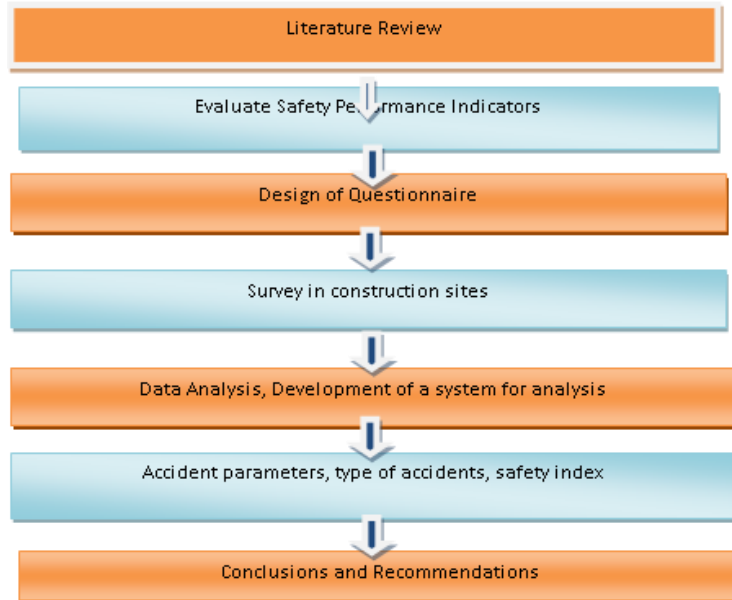 Literature Review
Evaluate Safety Performance Indicators
Design of Questionnaire
Survey in construction sites
Data Analysis, Development of a system for analysis
Accident parameters, type of accidents, safety index
Conclusions and Recommendations